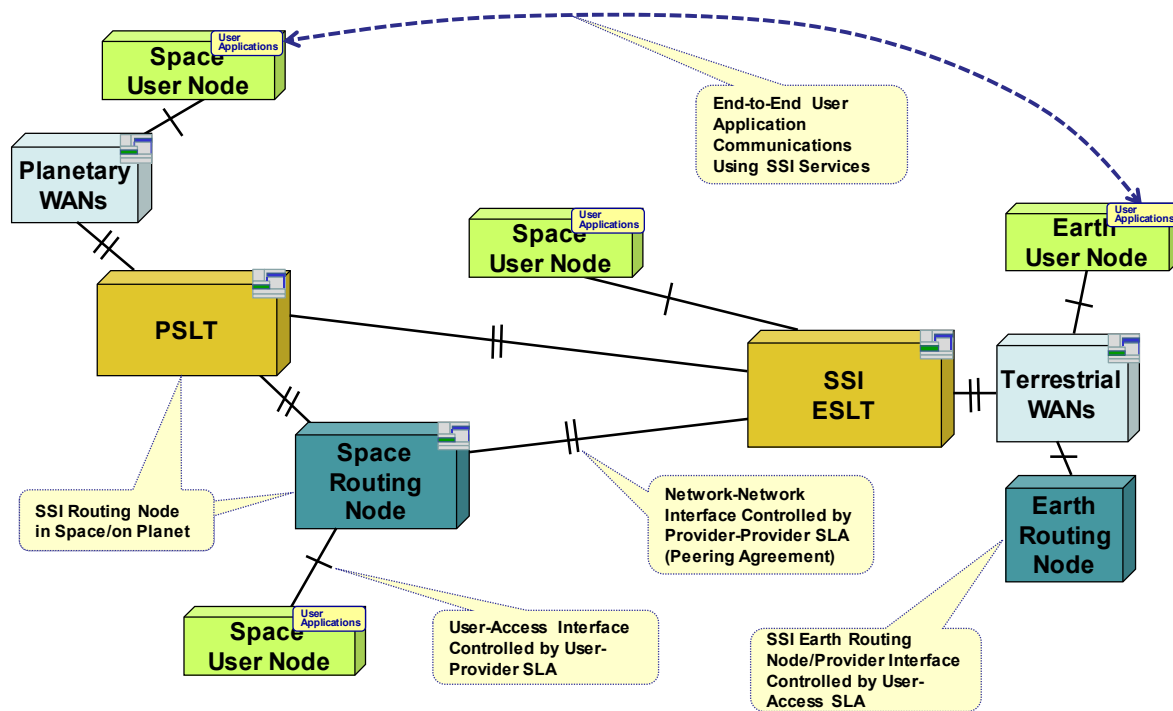 User
Applications
Space
User Node
End-to-End User
Application
Communications
Using SSI Services
Planetary
WANs
User
Applications
Space
User Node
User
Applications
Earth
User Node
PSLT
SSI
ESLT
Terrestrial
WANs
Space
Routing
Node
SSI Routing Node
in Space/on Planet
Network-Network
Interface Controlled by
Provider-Provider SLA
(Peering Agreement)
Earth
Routing
Node
User
Applications
Space
User Node
User-Access Interface
Controlled by User-
Provider SLA
SSI Earth Routing
Node/Provider Interface
Controlled by User-
Access SLA